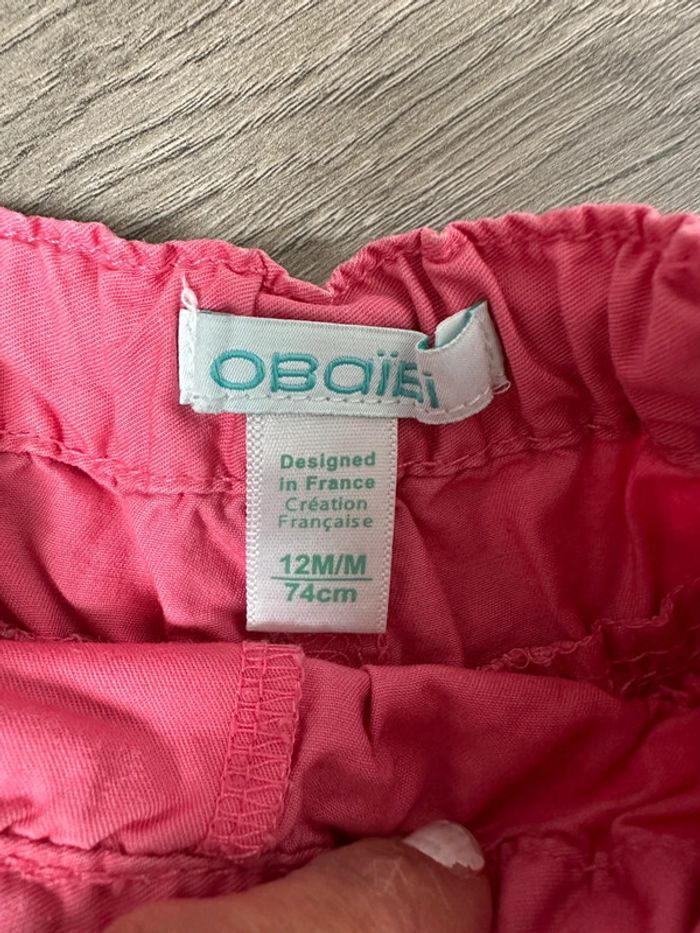 OBaïBi
Designed
in France
Création
Française
12M/M
74cm